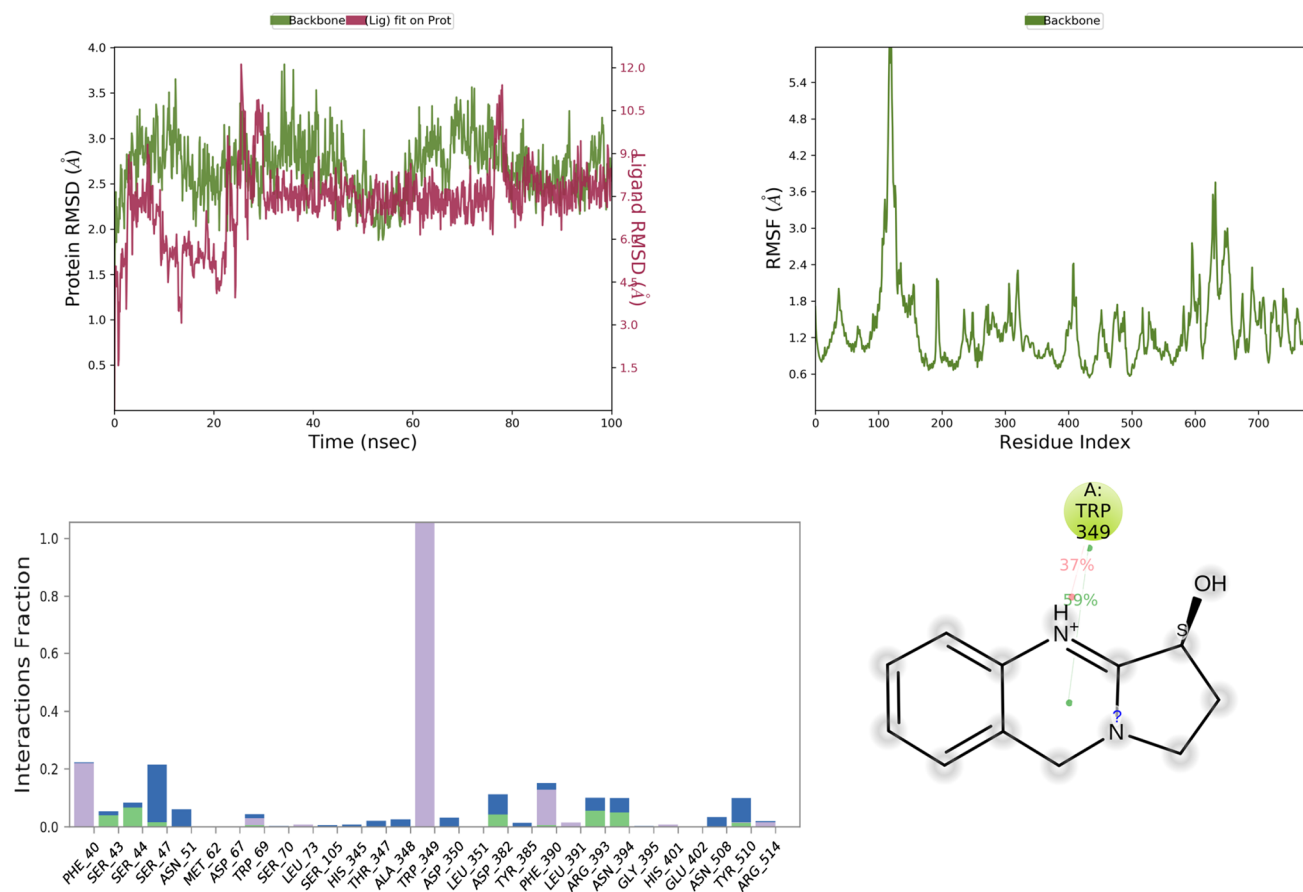 Backbone (Lig) fit on Prot
4.0
3.5
3.0
2.5
2.0
1.5
1.0
0.5
Protein RMSD (Å)
12.0
10.5
9.0
7.5
6.0
4.5
3.0
1.5
Ligand RMSD (Å)
0 20 40 60 80 100
Time (nsec)
Backbone
5.4
4.8
4.2
3.6
3.0
2.4
1.8
1.2
0.6
RMSF (Å)
0 100 200 300 400 500 600 700
Residue Index
1.0
0.8
0.6
0.4
0.2
0.0
Interactions Fraction
PHE_40
SER_43
SER_44
SER_47
ASN_51
MET_62
ASP_67
TRP_69
SER_70
LEU_73
SER_105
HIS_345
THR_347
ALA_348
TRP_349
ASP_350
LEU_351
ASP_382
TYR_385
PHE_390
LEU_391
ARG_393
ASN_394
GLY_395
HIS_401
GLU_402
ASN_508
TYR_510
ARG_514
A:
TRP
349
37%
59%
OH
H
N+
S
?
N